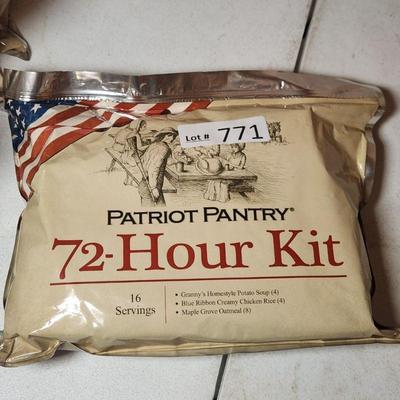 Lot # 771
PATRIOT PANTRY®
72-HOUR KIT
16
Servings
• Granny's Homestyle Potato Soup (4)
• Blue Ribbon Creamy Chicken Rice (4)
• Maple Grove Oatmeal (8)